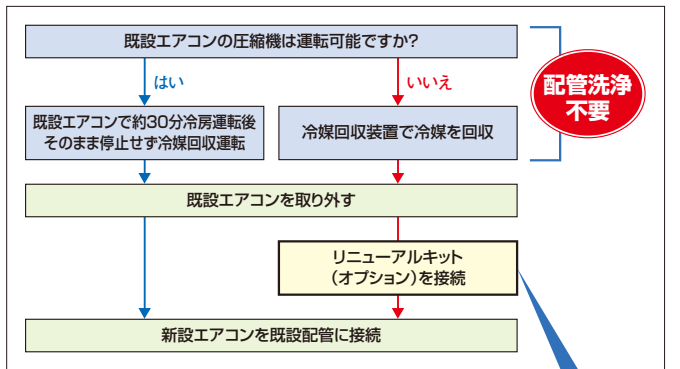 既設エアコンの圧縮機は運転可能ですか?
はい
いいえ
配管洗浄
不要
既設エアコンで約30分冷房運転後
そのまま停止せず冷媒回収運転
冷媒回収装置で冷媒を回収
既設エアコンを取り外す
リニューアルキット
(オプション)を接続
新設エアコンを既設配管に接続